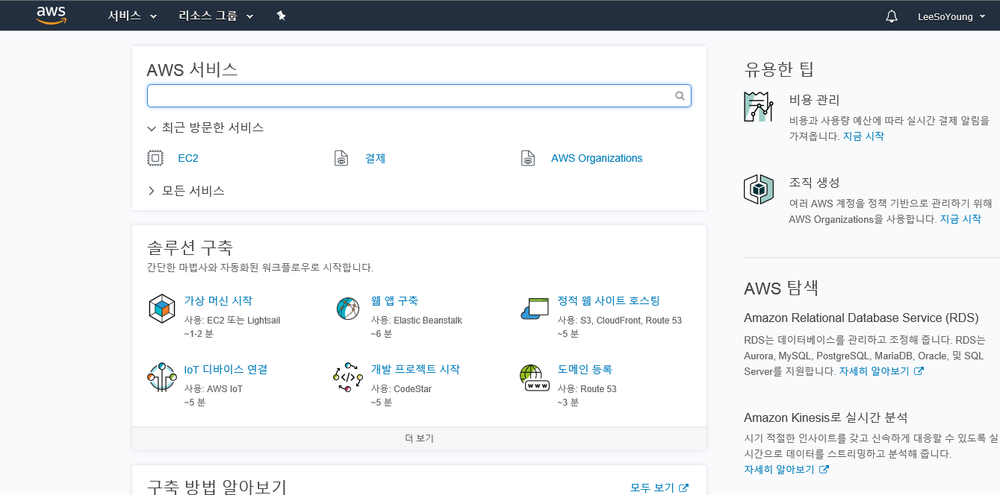 aws
서비스
리소스 그룹
LeeSoYoung
AWS 서비스
최근 방문한 서비스
EC2
결제
AWS Organizations
모든 서비스
솔루션 구축
간단한 마법사와 자동화된 워크플로우로 시작합니다.
가상 머신 시작
사용: EC2 또는 Lightsail
~1-2 분
웹 앱 구축
사용: Elastic Beanstalk
~6 분
정적 웹 사이트 호스팅
사용: S3, CloudFront, Route 53
~5 분
IoT 디바이스 연결
사용: AWS IoT
~5 분
개발 프로젝트 시작
사용: CodeStar
~5 분
www
도메인 등록
사용: Route 53
~3 분
더 보기
구축 방법 알아보기
모두 보기
유용한 팁
비용 관리
비용과 사용량 예산에 따라 실시간 결제 알림을
가져옵니다. 지금 시작
조직 생성
여러 AWS 계정을 정책 기반으로 관리하기 위해
AWS Organizations을 사용합니다. 지금 시작
AWS 탐색
Amazon Relational Database Service (RDS)
RDS는 데이터베이스를 관리하고 조정해 줍니다. RDS는
Aurora, MySQL, PostgreSQL, MariaDB, Oracle, 및 SQL
Server를 지원합니다. 자세히 알아보기
Amazon Kinesis로 실시간 분석
시기 적절한 인사이트를 갖고 신속하게 대응할 수 있도록 실
시간으로 데이터를 스트리밍하고 분석해 줍니다.
자세히 알아보기